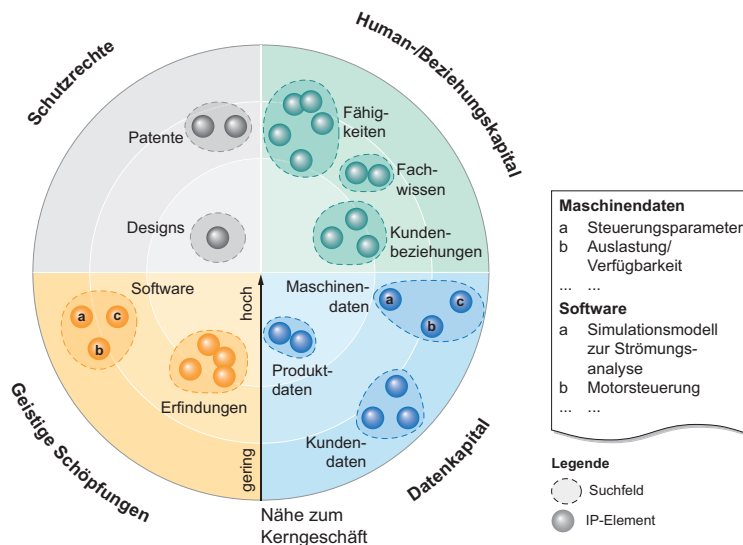 Schutzrechte
Human-/Beziehungskapital
Patente
Designs
Fähig-
keiten
Fach-
wissen
Kunden-
beziehungen
Software
a
c
b
Erfindungen
hoch
gering
Maschinen-
daten
a
c
b
Produkt-
daten
Kunden-
daten
Geistige Schöpfungen
Datenkapital
Nähe zum
Kerngeschäft
Maschinendaten
a Steuerungsparameter
b Auslastung/
Verfügbarkeit
... ...
Software
a Simulationsmodell
zur Strömungs-
analyse
b Motorsteuerung
... ...
Legende
Suchfeld
IP-Element